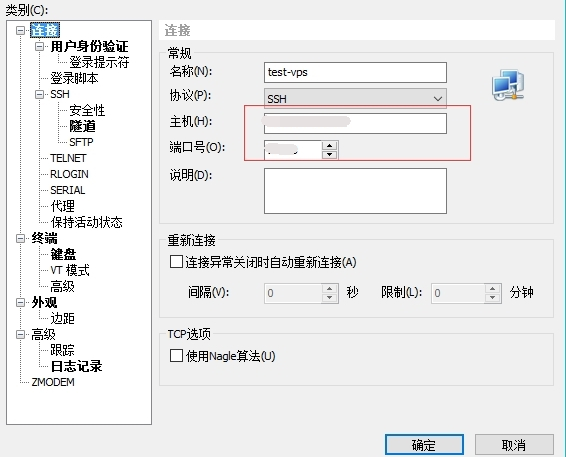 类别(C):
连接
用户身份验证
登录提示符
登录脚本
SSH
安全性
隧道
SFTP
TELNET
RLOGIN
SERIAL
代理
保持活动状态
终端
键盘
VT 模式
高级
外观
边距
高级
跟踪
日志记录
ZMODEM
连接
常规
名称(N): test-vps
协议(P): SSH
主机(H):
端口号(O):
说明(D):
重新连接
连接异常关闭时自动重新连接(A)
间隔(V): 0 秒 限制(L): 0 分钟
TCP选项
使用Nagle算法(U)
确定 取消